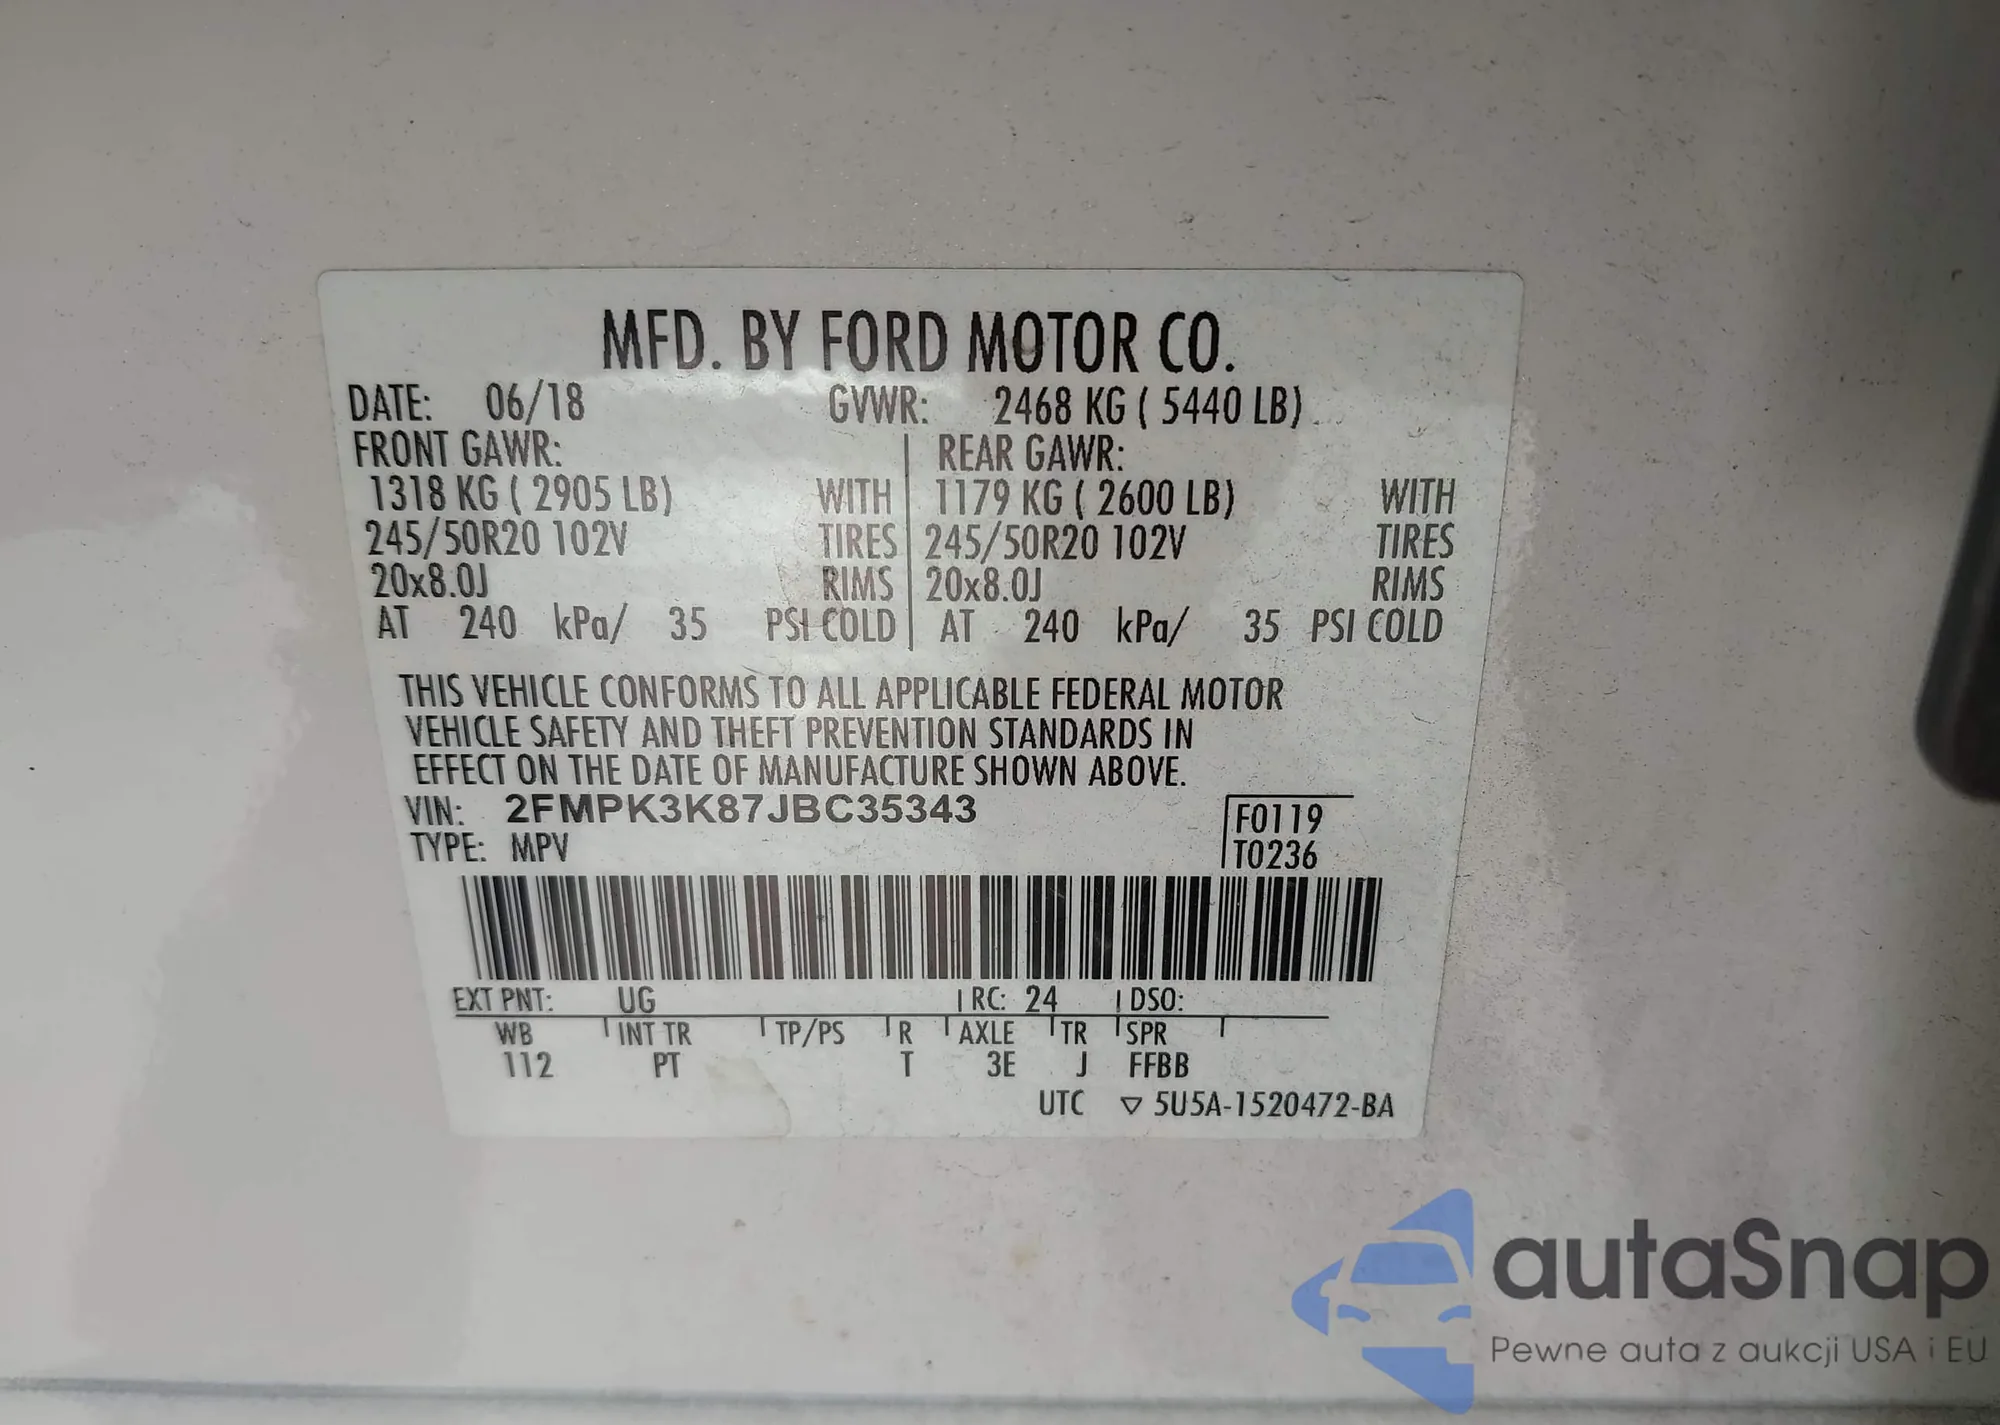 MFD. BY FORD MOTOR CO.
DATE: 06/18 GVWR: 2468 KG ( 5440 LB)
FRONT GAWR: REAR GAWR:
1318 KG ( 2905 LB) WITH 1179 KG ( 2600 LB) WITH
245/50R20 102V TIRES 245/50R20 102V TIRES
20x8.0J RIMS 20x8.0J RIMS
AT 240 kPa/ 35 PSI COLD AT 240 kPa/ 35 PSI COLD
THIS VEHICLE CONFORMS TO ALL APPLICABLE FEDERAL MOTOR
VEHICLE SAFETY AND THEFT PREVENTION STANDARDS IN
EFFECT ON THE DATE OF MANUFACTURE SHOWN ABOVE.
VIN: 2FMPK3K87JBC35343 F0119
TYPE: MPV T0236
EXT PNT: UG RC: 24 DSO:
WB INT TR TP/PS R AXLE TR SPR
112 PT T 3E J FFBB
UTC ▽ 5U5A-1520472-BA
autaSnap
Pewne auta z aukcji USA i EU